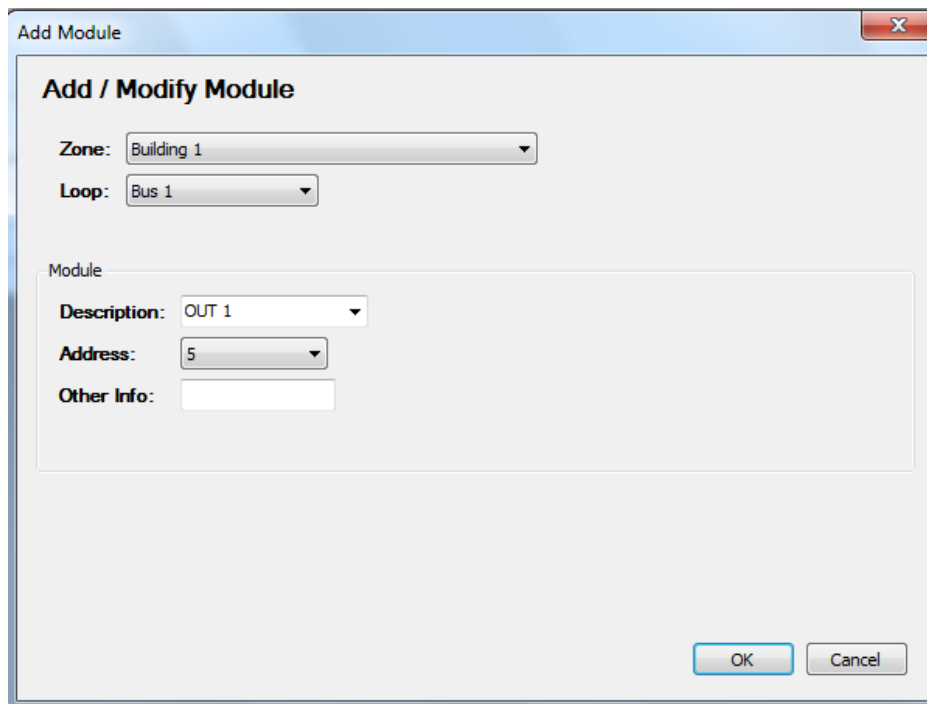 Add Module
Add / Modify Module
Zone: Building 1
Loop: Bus 1
Module
Description: OUT 1
Address: 5
Other Info:
OK Cancel